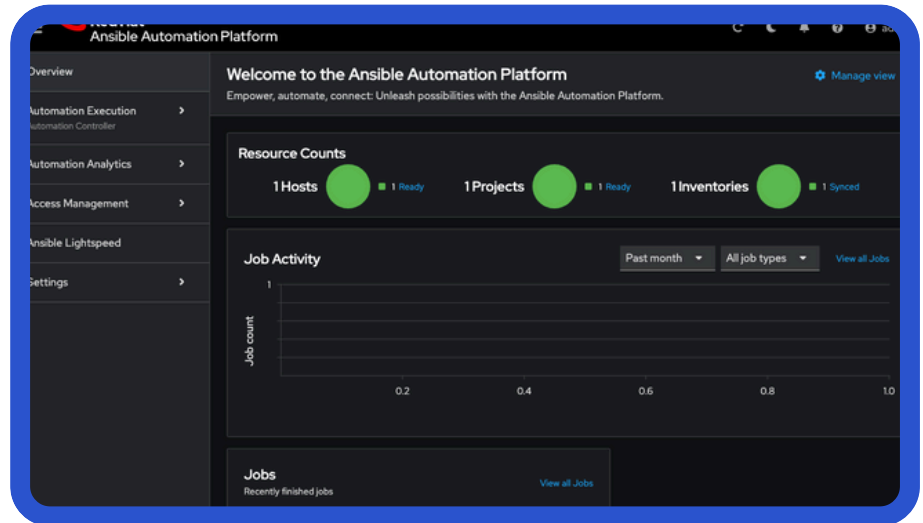 Ansible Automation Platform
Overview
Automation Execution
Automation Controller
Automation Analytics
Access Management
Ansible Lightspeed
Settings
Welcome to the Ansible Automation Platform
Manage view
Empower, automate, connect: Unleash possibilities with the Ansible Automation Platform.
Resource Counts
1 Hosts 1 Ready 1 Projects 1 Ready 1 Inventories 1 Synced
Job Activity Past month All job types View all Jobs
1
Job count
0.2 0.4 0.6 0.8 1.0
Jobs
Recently finished jobs
View all Jobs